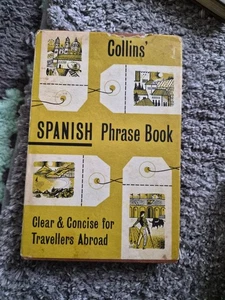 Collins'
SPANISH Phrase Book
Clear & Concise for
Travellers Abroad